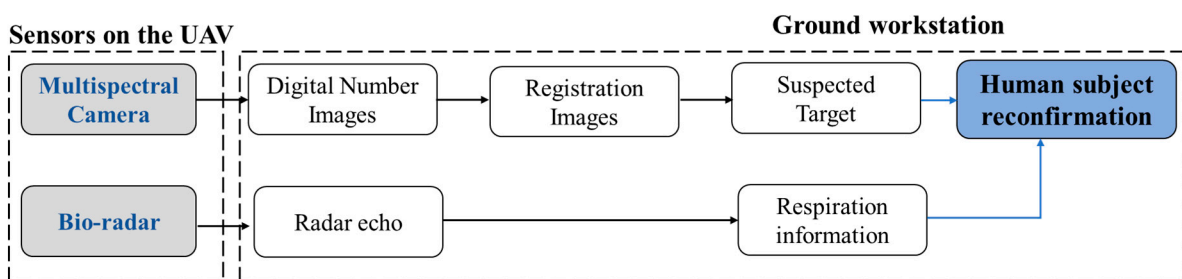 Sensors on the UAV
Ground workstation
Multispectral
Camera
Digital Number
Images
Registration
Images
Suspected
Target
Human subject
reconfirmation
Bio-radar
Radar echo
Respiration
information